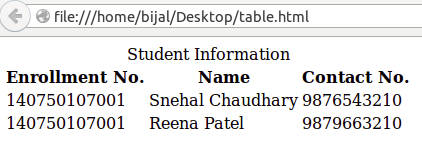 file:///home/bijal/Desktop/table.html
Student Information
Enrollment No. Name Contact No.
140750107001 Snehal Chaudhary 9876543210
140750107001 Reena Patel 9879663210